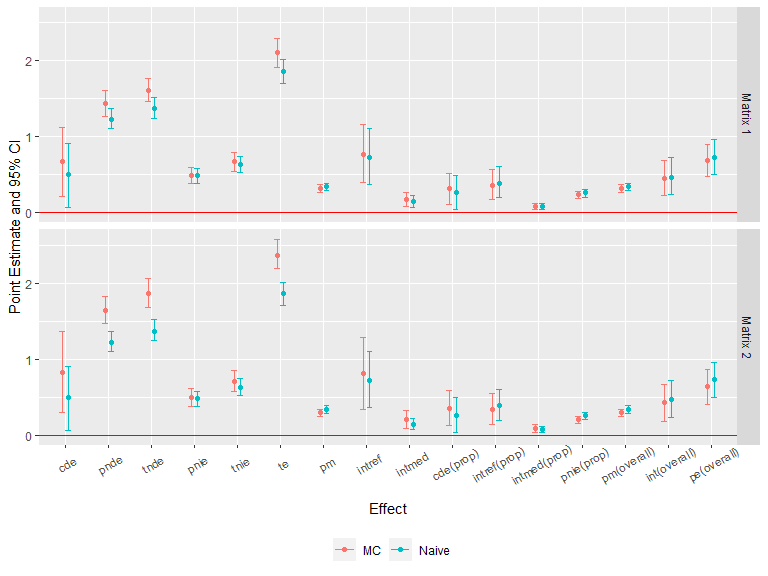 2
1
0
Matrix 1
2
1
0
Matrix 2
Point Estimate and 95% CI
cde
pnde
tnde
pnie
tnie
te
pm
intref
intmed
cde(prop)
intref(prop)
intmed(prop)
pnie(prop)
pm(overall)
int(overall)
pe(overall)
Effect
MC
Naive